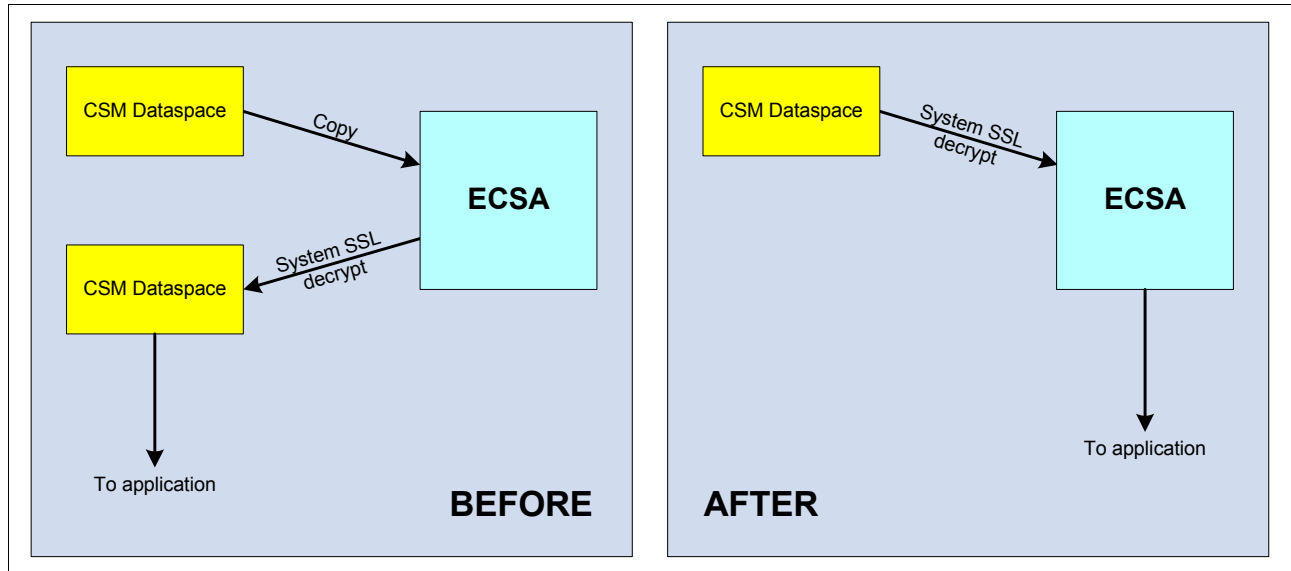 CSM Dataspace
Copy
ECSA
System SSL
decrypt
CSM Dataspace
To application
BEFORE
CSM Dataspace
System SSL
decrypt
ECSA
To application
AFTER